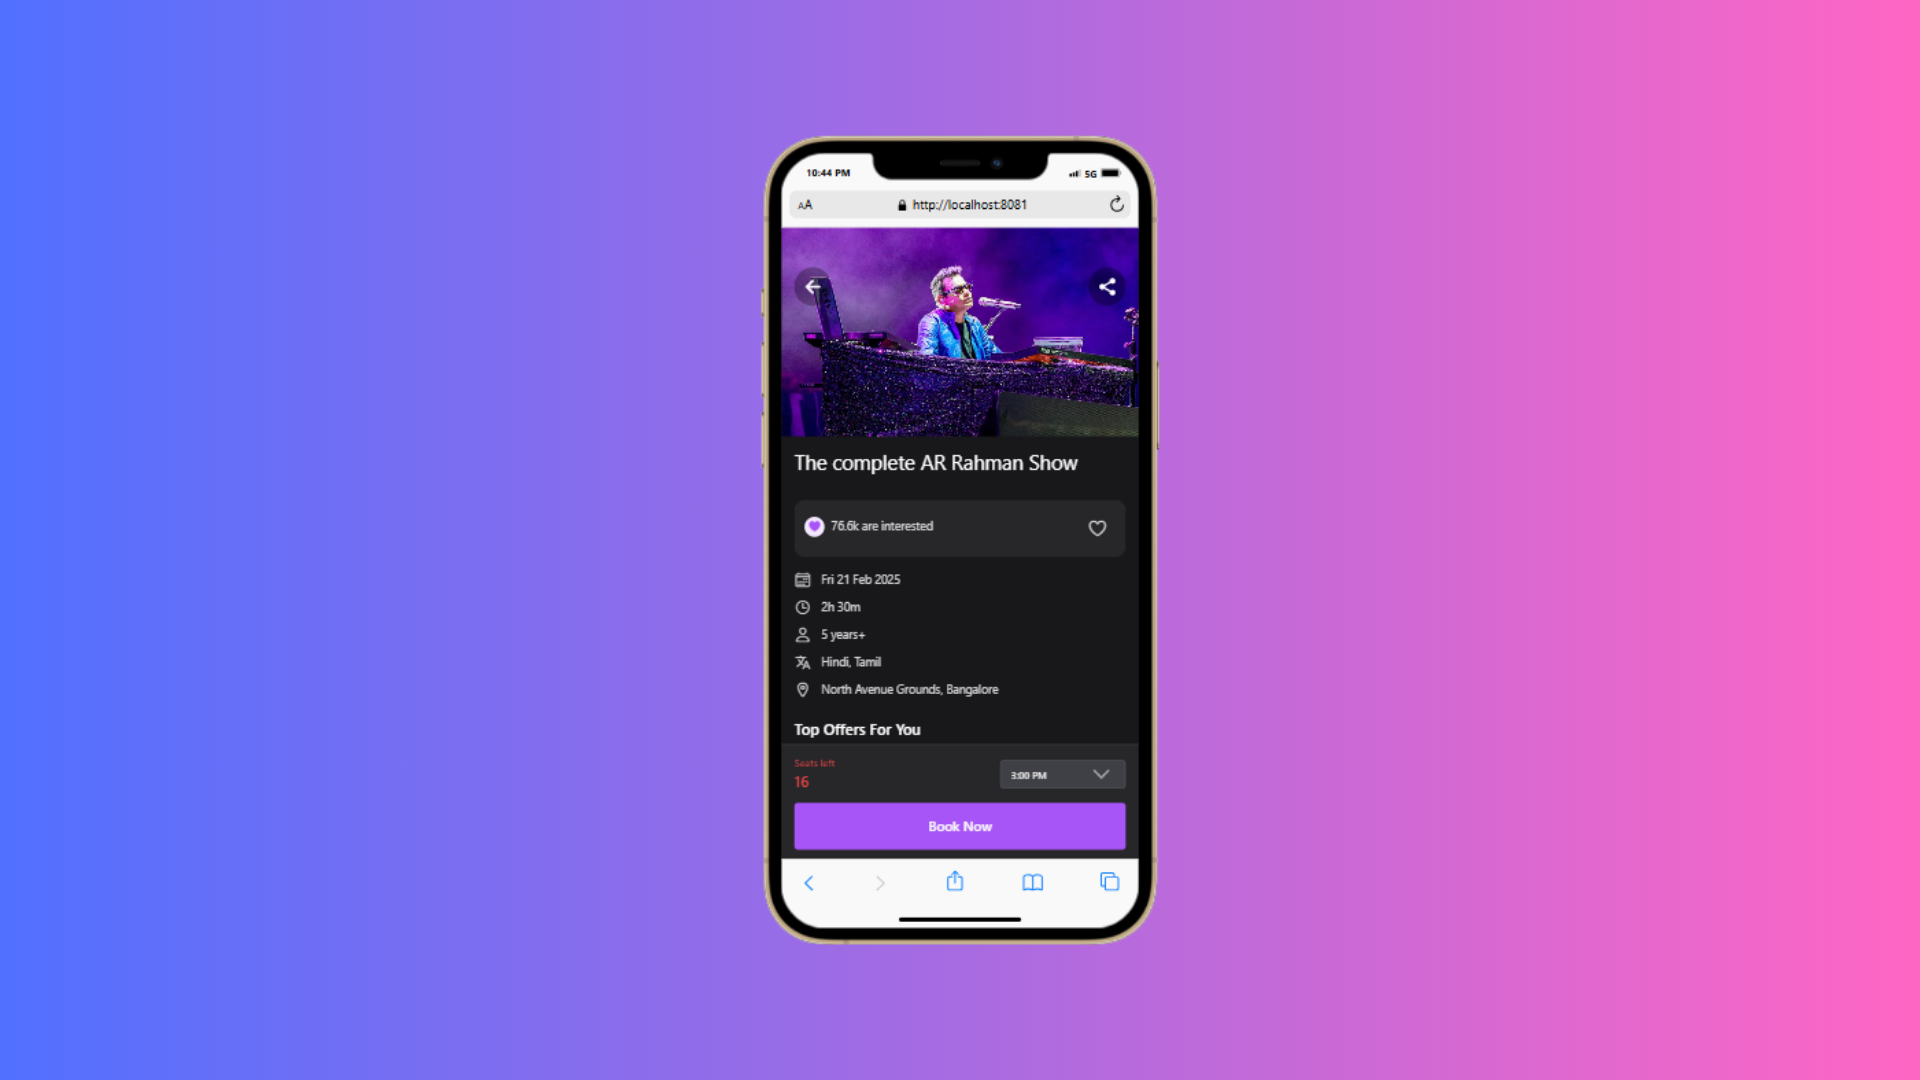 10:44 PM
5G
AA
http://localhost:8081
The complete AR Rahman Show
76.6k are interested
Fri 21 Feb 2025
2h 30m
5 years+
Hindi, Tamil
North Avenue Grounds, Bangalore
Top Offers For You
Seats left
16
3:00 PM
Book Now